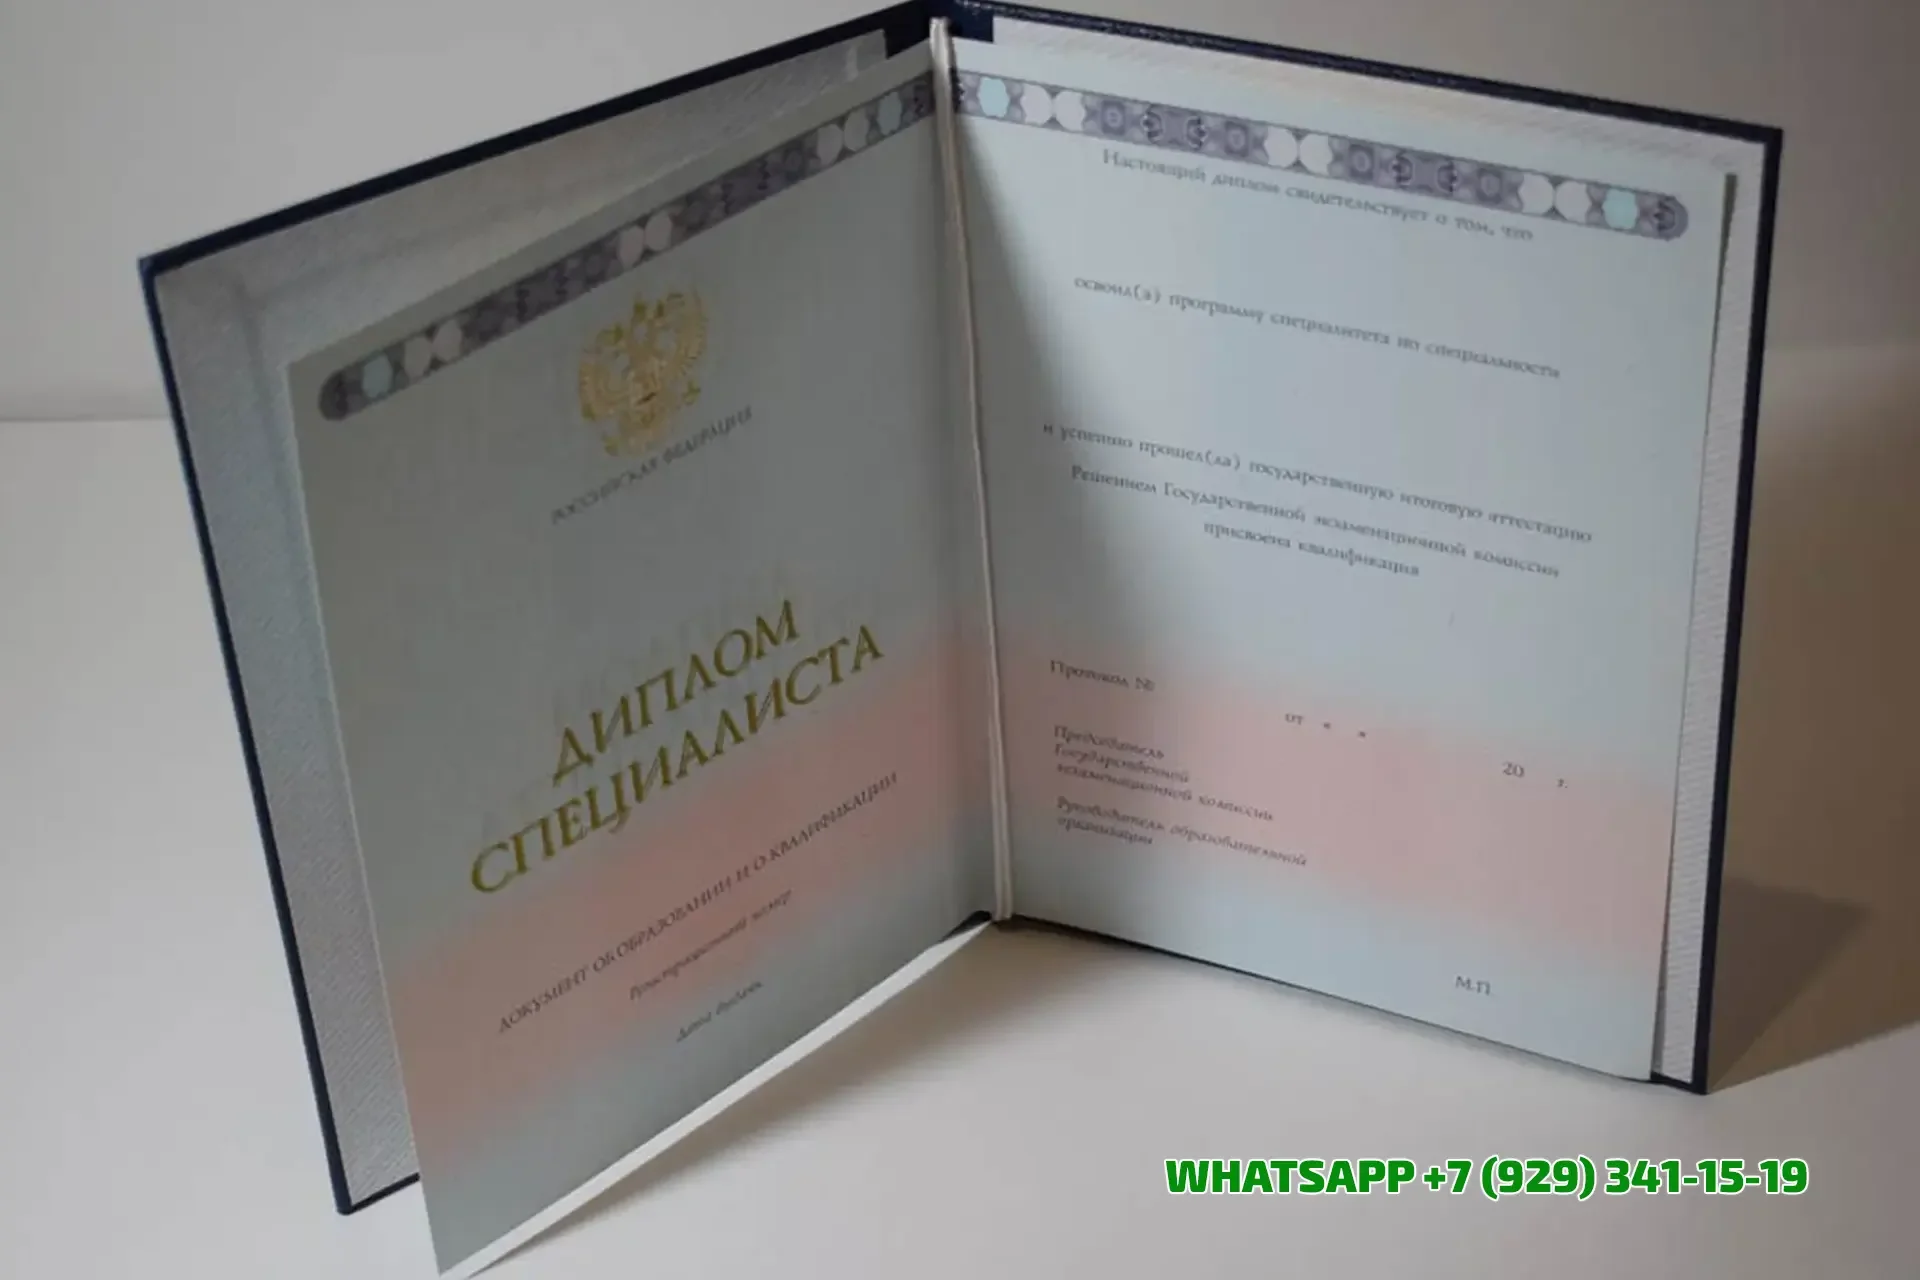 РОССИЙСКАЯ ФЕДЕРАЦИЯ
ДИПЛОМ
СПЕЦИАЛИСТА
ДОКУМЕНТ ОБ ОБРАЗОВАНИИ И О КВАЛИФИКАЦИИ
Регистрационный номер
Дата выдачи
Настоящий диплом свидетельствует о том, что
освоил(а) программу специалитета по специальности
и успешно прошел(ла) государственную итоговую аттестацию
Решением Государственной экзаменационной комиссии
присвоена квалификация
Протокол №
от « »
20 г.
Председатель
Государственной
экзаменационной комиссии
Руководитель образовательной
организации
М.П.
WHATSAPP +7 (929) 341-15-19